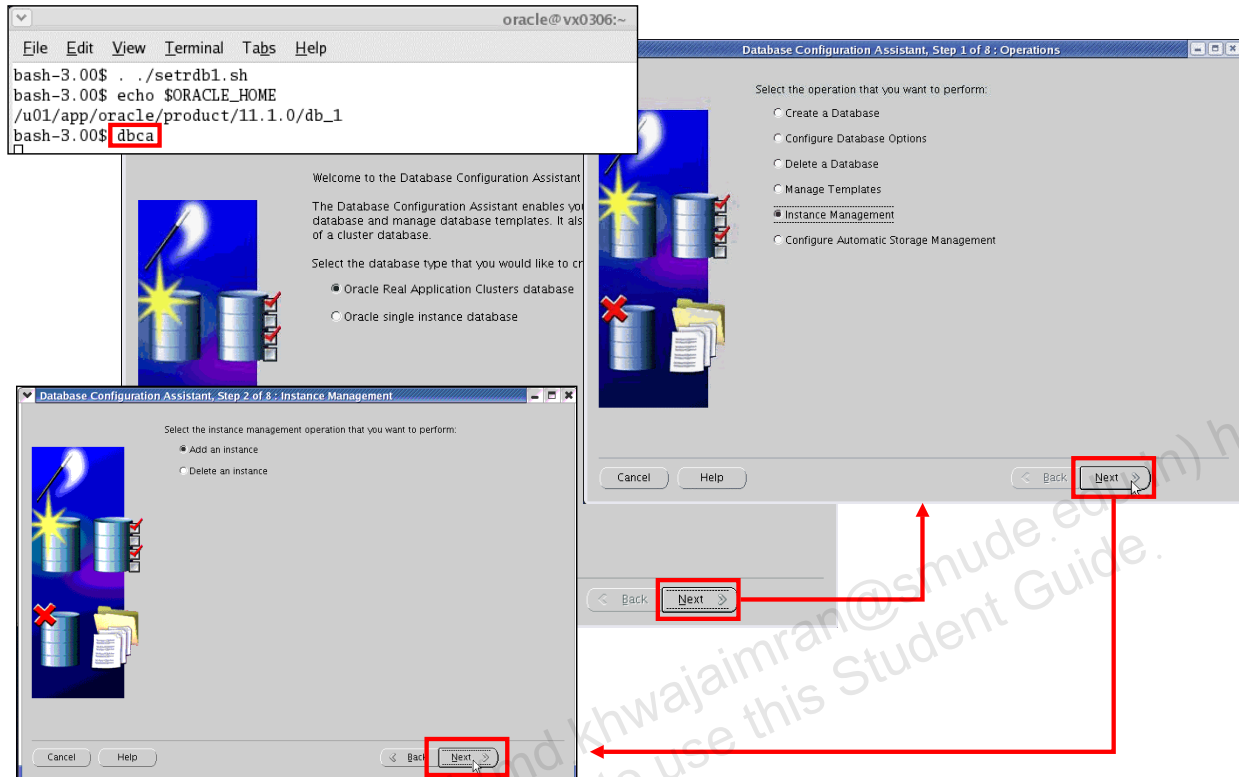 oracle@vx0306:~
File Edit View Terminal Tabs Help
bash-3.00$ . ./setrdb1.sh
bash-3.00$ echo $ORACLE_HOME
/u01/app/oracle/product/11.1.0/db_1
bash-3.00$ dbca
Welcome to the Database Configuration Assistant
The Database Configuration Assistant enables you
database and manage database templates. It als
of a cluster database.
Select the database type that you would like to cr
Oracle Real Application Clusters database
Oracle single instance database
Back Next
Database Configuration Assistant, Step 1 of 8 : Operations
Select the operation that you want to perform:
Create a Database
Configure Database Options
Delete a Database
Manage Templates
Instance Management
Configure Automatic Storage Management
Cancel Help Back Next
Database Configuration Assistant, Step 2 of 8 : Instance Management
Select the instance management operation that you want to perform:
Add an instance
Delete an instance
Cancel Help Back Next
khwajaimran@smude.edu.in) h
use this Student Guide.